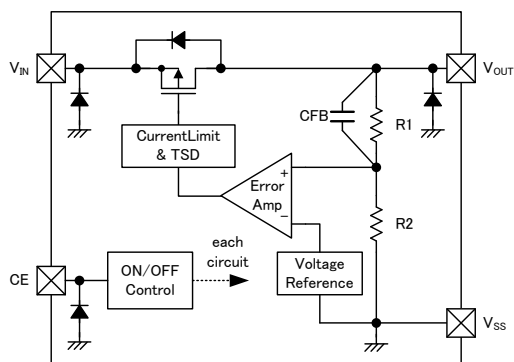 VIN
VOUT
CFB
R1
CurrentLimit
& TSD
+
Error
Amp
−
R2
each
circuit
CE
ON/OFF
Control
Voltage
Reference
VSS